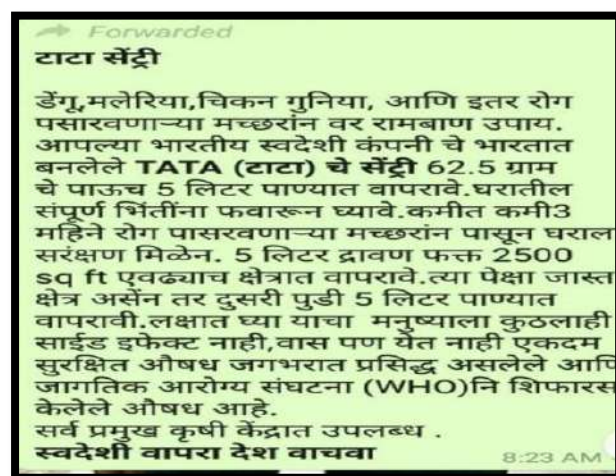 Forwarded
टाटा सेंट्री
डेंगू,मलेरिया,चिकन गुनिया, आणि इतर रोग
पसारवणाऱ्या मच्छरांन वर रामबाण उपाय.
आपल्या भारतीय स्वदेशी कंपनी चे भारतात
बनलेले TATA (टाटा) चे सेंट्री 62.5 ग्राम
चे पाऊच 5 लिटर पाण्यात वापरावे.घरातील
संपूर्ण भिंतींना फवारून घ्यावे.कमीत कमी3
महिने रोग पासरवणाऱ्या मच्छरांन पासून घराल
सरंक्षण मिळेन. 5 लिटर द्रावण फक्त 2500
sq ft एवढ्याच क्षेत्रात वापरावे.त्या पेक्षा जास्त
क्षेत्र असेंन तर दुसरी पुडी 5 लिटर पाण्यात
वापरावी.लक्षात घ्या याचा मनुष्याला कुठलाही
साईड इफेक्ट नाही,वास पण येत नाही एकदम
सुरक्षित औषध जगभरात प्रसिद्ध असलेले आणि
जागतिक आरोग्य संघटना (WHO)नि शिफारस
केलेले औषध आहे.
सर्व प्रमुख कृषी केंद्रात उपलब्ध .
स्वदेशी वापरा देश वाचवा
8:23 AM